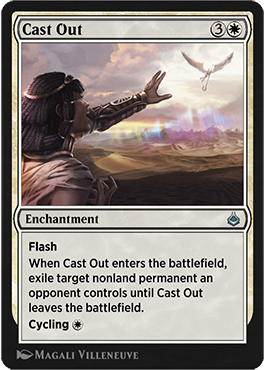 Cast Out 3
Enchantment
Flash
When Cast Out enters the battlefield,
exile target nonland permanent an
opponent controls until Cast Out
leaves the battlefield.
Cycling
MAGALI VILLENEUVE